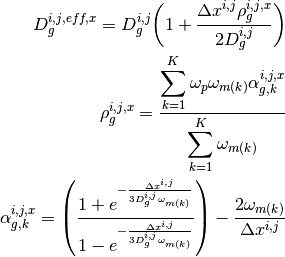 D_g^{i,j,eff,x} = D_g^{i,j} \left( 1 + \frac{\Delta x^{i,j} \rho_g^{i,j,x}}{2 D_g^{i,j}} \right)
\rho_g^{i,j,x} = \frac{\sum_{k=1}^{K} \omega_p \omega_{m(k)} \alpha_{g,k}^{i,j,x}}{\sum_{k=1}^{K} \omega_{m(k)}}
\alpha_{g,k}^{i,j,x} = \left( \frac{1 + e^{-\frac{\Delta x^{i,j}}{3 D_g^{i,j} \omega_{m(k)}}}}{1 - e^{-\frac{\Delta x^{i,j}}{3 D_g^{i,j} \omega_{m(k)}}}} \right) - \frac{2 \omega_{m(k)}}{\Delta x^{i,j}}